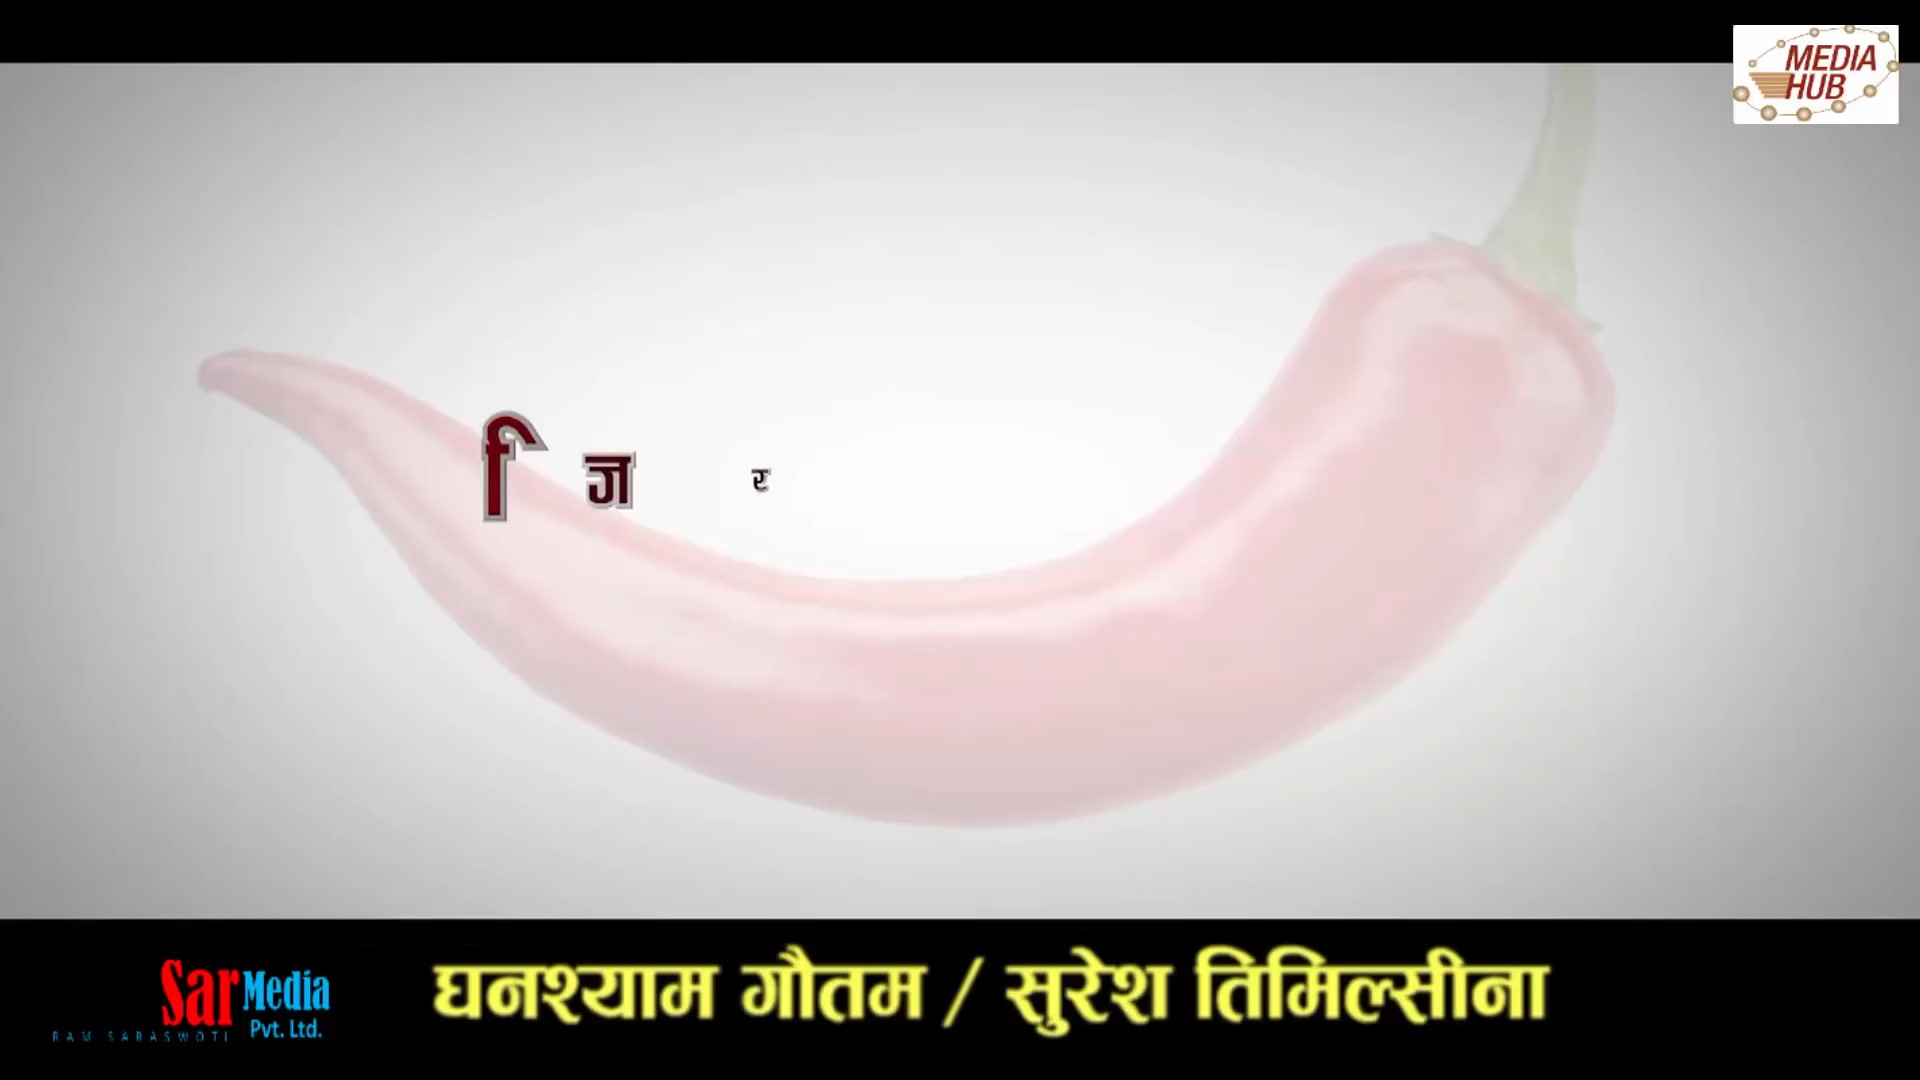 MEDIA
HUB
ि ज र
घनश्याम गौतम / सुरेश तिमिल्सीना
Sar Media
Pvt. Ltd.
RAM SARASWOTI